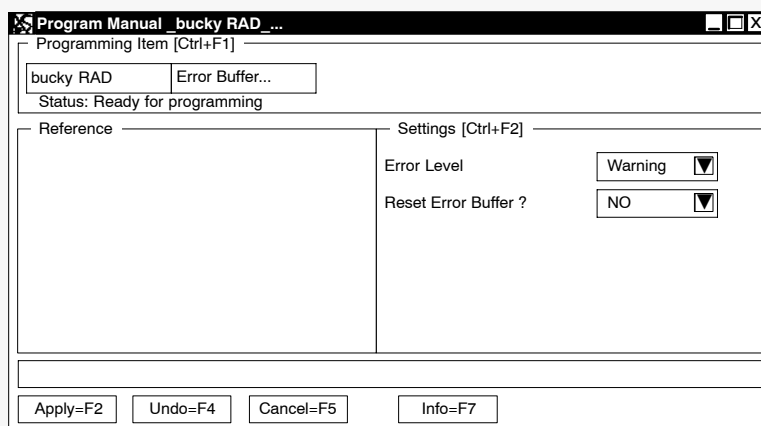 Program Manual _bucky RAD_...
Programming Item [Ctrl+F1]
bucky RAD Error Buffer...
Status: Ready for programming
Reference
Settings [Ctrl+F2]
Error Level Warning
Reset Error Buffer ? NO
Apply=F2 Undo=F4 Cancel=F5 Info=F7